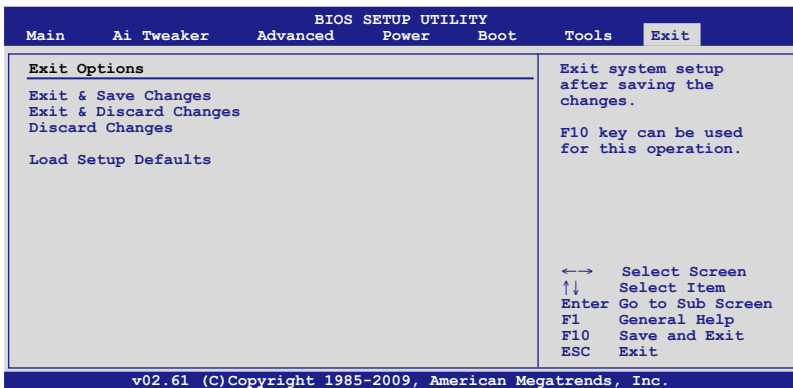 BIOS SETUP UTILITY
Main Ai Tweaker Advanced Power Boot Tools Exit
Exit Options
Exit & Save Changes
Exit & Discard Changes
Discard Changes
Load Setup Defaults
Exit system setup
after saving the
changes.
F10 key can be used
for this operation.
←→ Select Screen
↑↓ Select Item
Enter Go to Sub Screen
F1 General Help
F10 Save and Exit
ESC Exit
v02.61 (C)Copyright 1985-2009, American Megatrends, Inc.